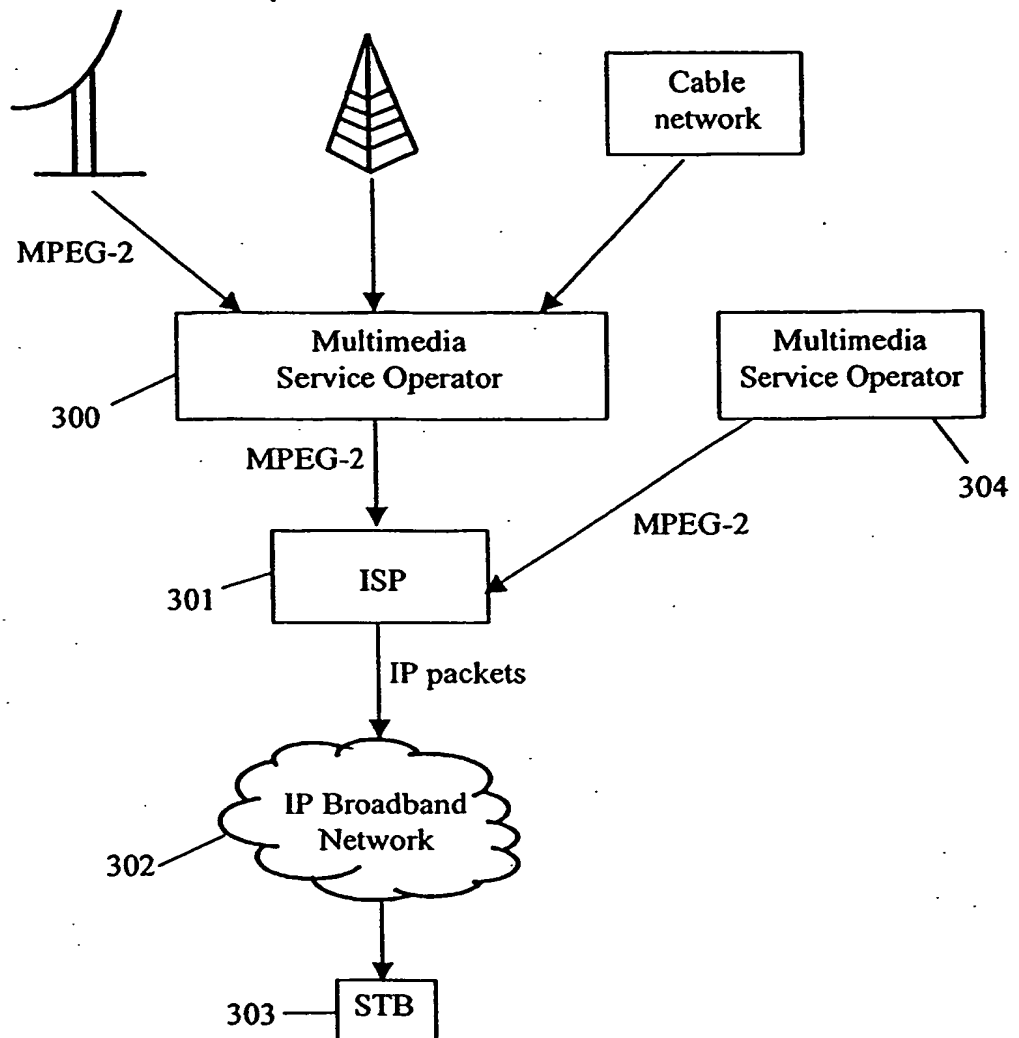 Cable
network
MPEG-2
Multimedia
Service Operator
Multimedia
Service Operator
300
MPEG-2
304
MPEG-2
ISP
301
IP packets
IP Broadband
Network
302
STB
303